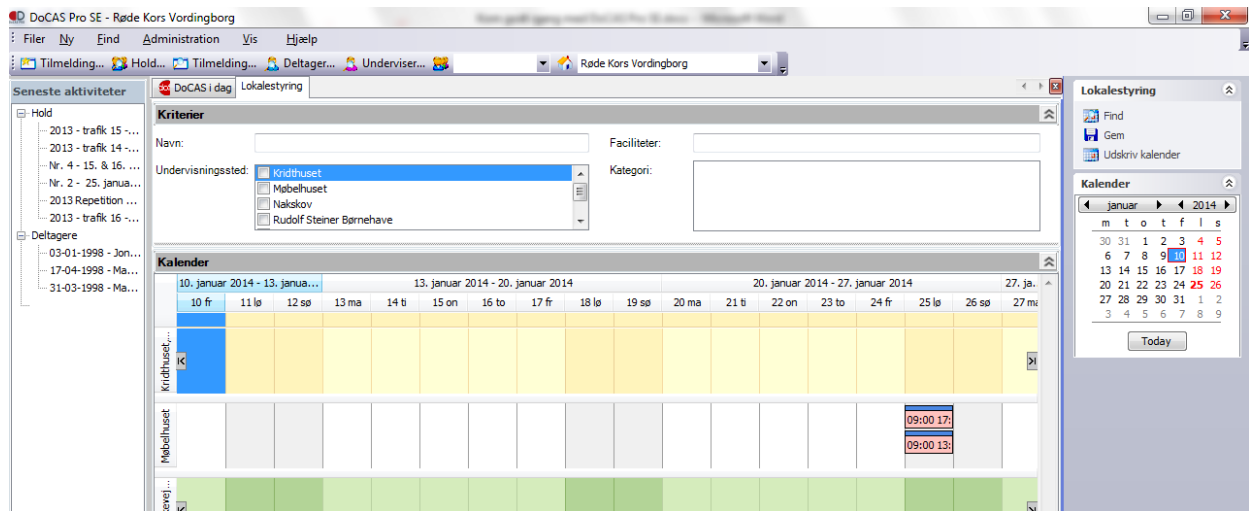 DoCAS Pro SE - Røde Kors Vordingborg
Filer Ny Find Administration Vis Hjælp
Tilmelding... Hold... Tilmeldin... Deltager... Underviser... Røde Kors Vordingborg
Seneste aktiviteter
Hold
2013 - trafik 15 -...
2013 - trafik 14 -...
Nr. 4 - 15. & 16. ...
Nr. 2 - 25. janua...
2013 Repetition ...
2013 - trafik 16 -...
Deltagere
03-01-1998 - Jon...
17-04-1998 - Ma...
31-03-1998 - Ma...
DoCAS i dag Lokalestyring
Kriterier
Navn: Faciliteter:
Undervisningssted: Kategori:
Kridthuset
Møbelhuset
Nakskov
Rudolf Steiner Børnehave
Kalender
10. januar 2014 - 13. janua... 13. januar 2014 - 20. januar 2014 20. januar 2014 - 27. januar 2014 27. ja.
10 fr 11 lø 12 sø 13 ma 14 ti 15 on 16 to 17 fr 18 lø 19 sø 20 ma 21 ti 22 on 23 to 24 fr 25 lø 26 sø 27 ma
Kridthuset,...
Møbelhuset
09:00 17:
09:00 13:
Lokalestyring
Find
Gem
Udskriv kalender
Kalender
januar 2014
m t o t f l s
30 31 1 2 3 4 5
6 7 8 9 10 11 12
13 14 15 16 17 18 19
20 21 22 23 24 25 26
27 28 29 30 31 1 2
3 4 5 6 7 8 9
Today